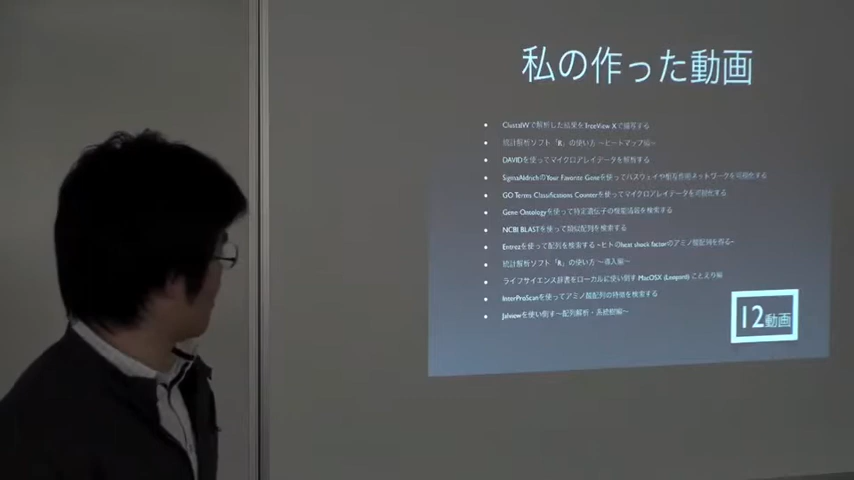 私の作った動画
• ClustalWで解析した結果をTreeView Xで描写する
• 統計解析ソフト「R」の使い方 ~ヒートマップ編~
• DAVIDを使ってマイクロアレイデータを解析する
• SigmaAldrichのYour Favorite Geneを使ってパスウェイや相互作用ネットワークを可視化する
• GO Terms Classifications Counterを使ってマイクロアレイデータを可視化する
• Gene Ontologyを使って特定遺伝子の機能情報を検索する
• NCBI BLASTを使って類似配列を検索する
• Entrezを使って配列を検索する~ヒトのheat shock factorのアミノ酸配列を得る~
• 統計解析ソフト「R」の使い方 ~導入編~
• ライフサイエンス辞書をローカルに使い倒す MacOSX (Leopard) ことえり編
• InterProScanを使ってアミノ酸配列の特徴を検索する
• Jalviewを使い倒す~配列解析・系統樹編~
12動画